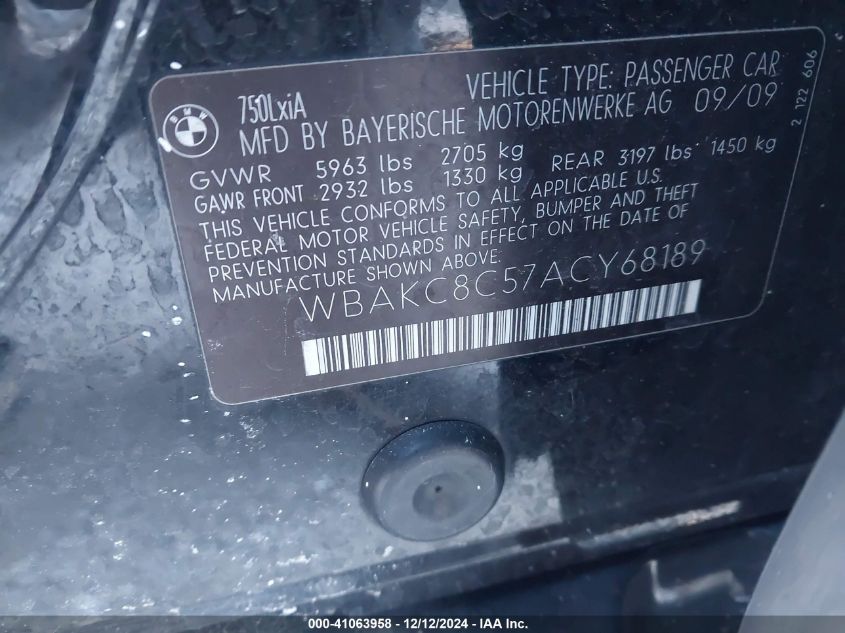 BMW
750LxiA
VEHICLE TYPE: PASSENGER CAR
MFD BY BAYERISCHE MOTORENWERKE AG 09/09
GVWR 5963 lbs 2705 kg
GAWR FRONT 2932 lbs 1330 kg REAR 3197 lbs 1450 kg
THIS VEHICLE CONFORMS TO ALL APPLICABLE U.S.
FEDERAL MOTOR VEHICLE SAFETY, BUMPER AND THEFT
PREVENTION STANDARDS IN EFFECT ON THE DATE OF
MANUFACTURE SHOWN ABOVE:
WBAKC8C57ACY68189
2 122 606
000-41063958 - 12/12/2024 - IAA Inc.